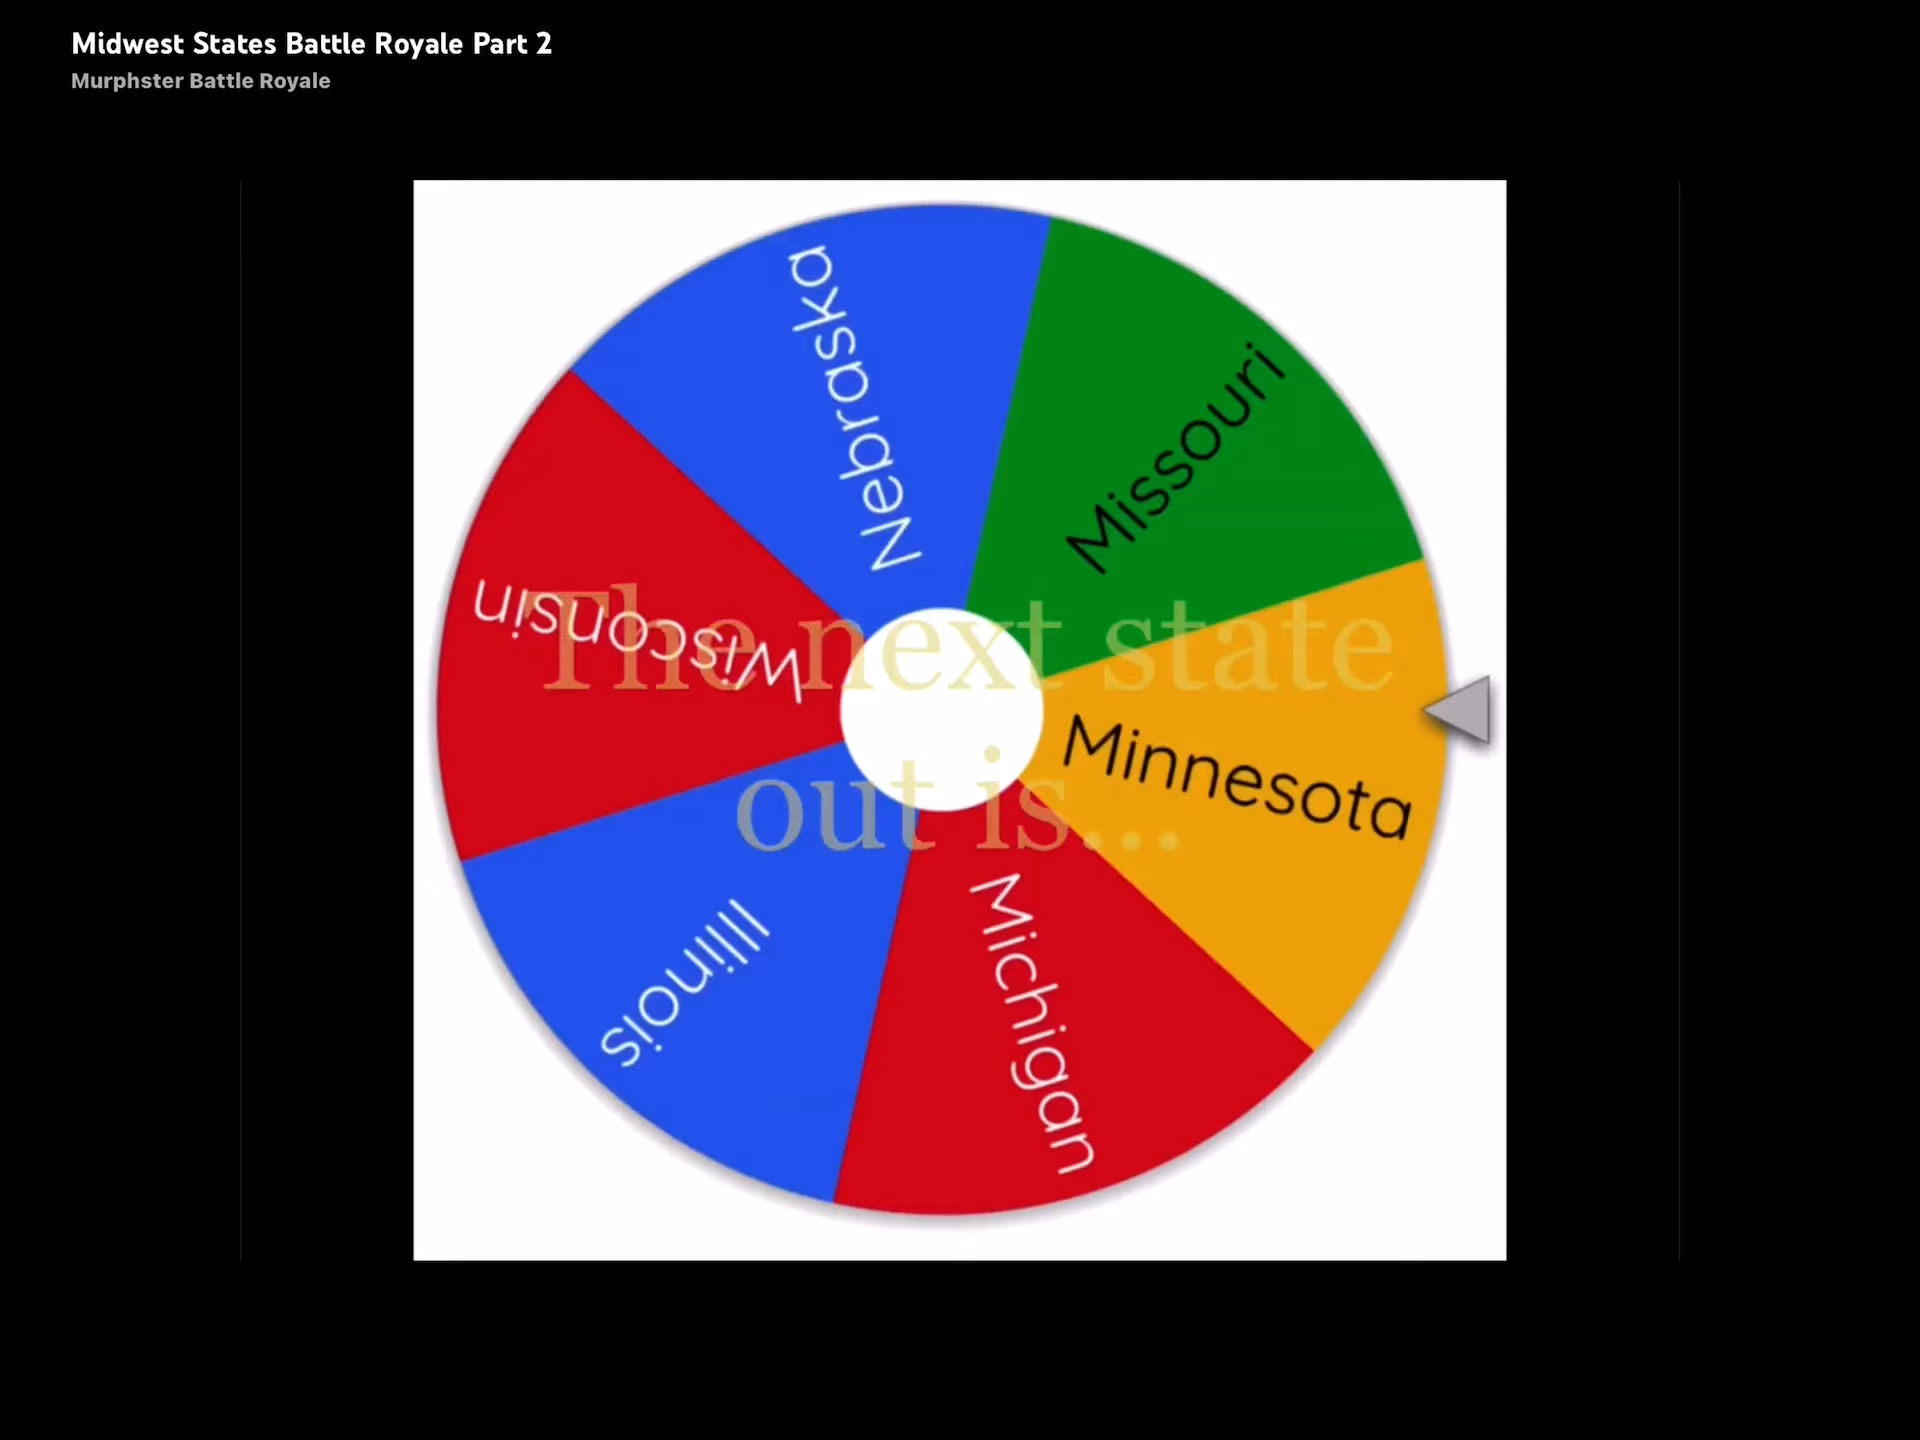 Midwest States Battle Royale Part 2
Murphster Battle Royale
Nebraska
Missouri
Wisconsin
The next state
Minnesota
out is...
Illinois
Michigan